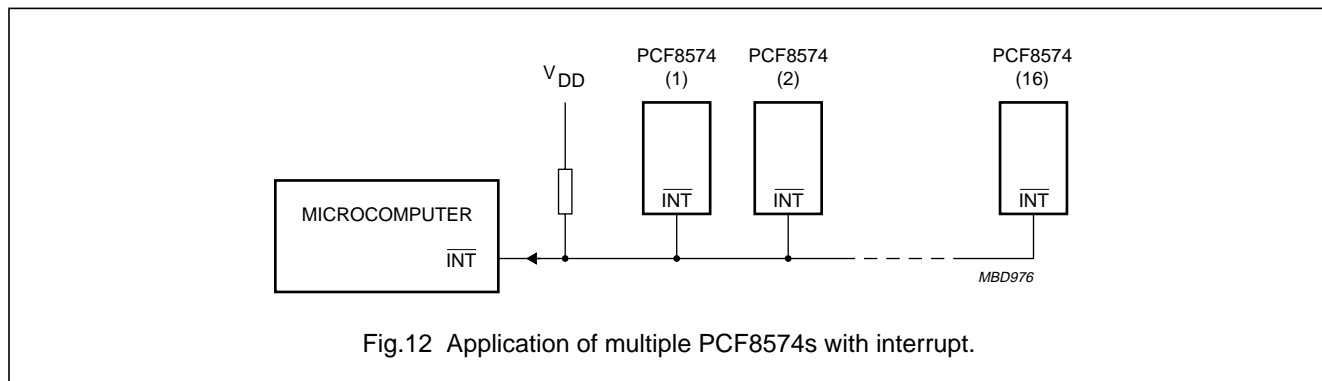 PCF8574
(1)
PCF8574
(2)
PCF8574
(16)
V DD
INT
INT
INT
MICROCOMPUTER
INT
MBD976
Fig.12 Application of multiple PCF8574s with interrupt.